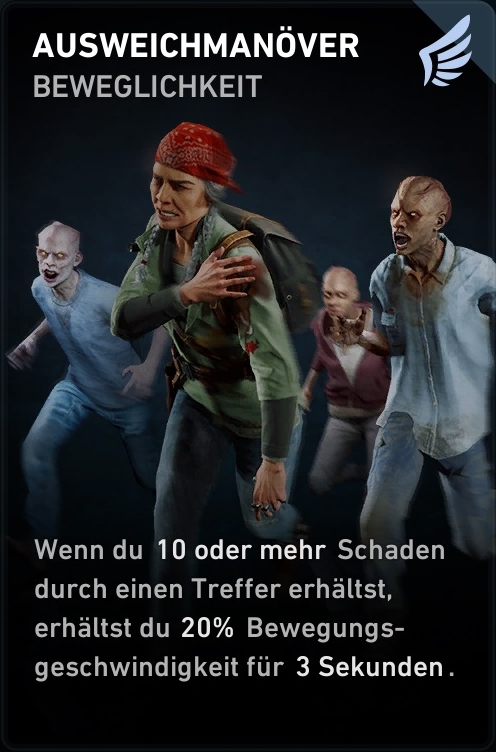 AUSWEICHMANÖVER
BEWEGLICHKEIT
Wenn du 10 oder mehr Schaden
durch einen Treffer erhältst,
erhältst du 20% Bewegungs-
geschwindigkeit für 3 Sekunden.